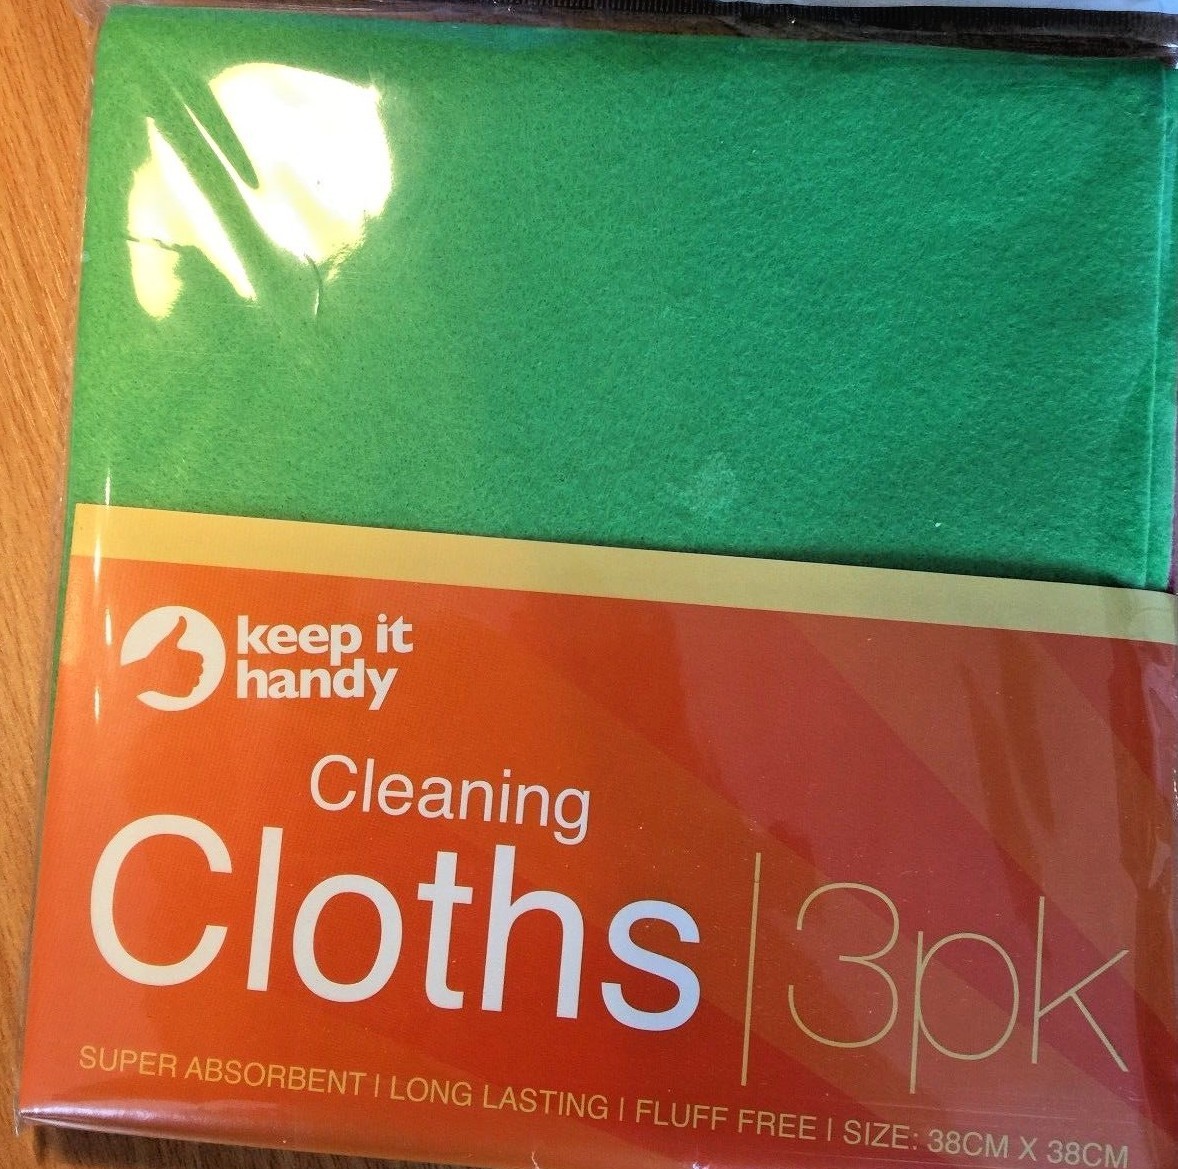 keep it
handy
Cleaning
Cloths | 3pk
SUPER ABSORBENT | LONG LASTING | FLUFF FREE | SIZE: 38CM X 38CM